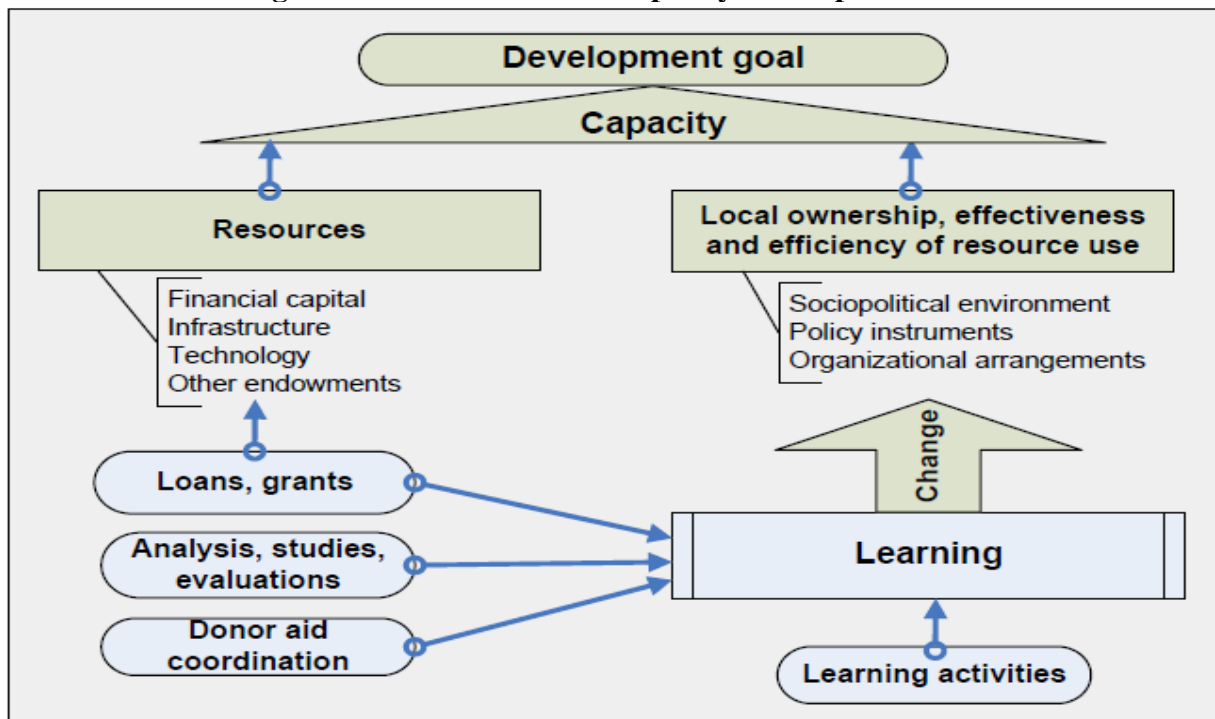 Development goal
Capacity
Resources
Local ownership, effectiveness
and efficiency of resource use
Financial capital
Infrastructure
Technology
Other endowments
Sociopolitical environment
Policy instruments
Organizational arrangements
Change
Loans, grants
Analysis, studies,
evaluations
Donor aid
coordination
Learning
Learning activities